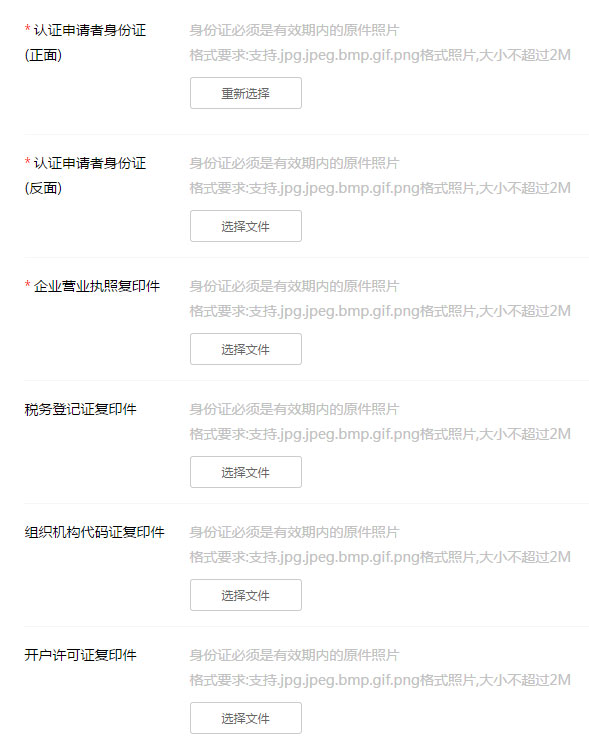 * 认证申请者身份证
(正面)
身份证必须是有效期内的原件照片
格式要求:支持.jpg.jpeg.bmp.gif.png格式照片,大小不超过2M
重新选择
* 认证申请者身份证
(反面)
身份证必须是有效期内的原件照片
格式要求:支持.jpg.jpeg.bmp.gif.png格式照片,大小不超过2M
选择文件
* 企业营业执照复印件
身份证必须是有效期内的原件照片
格式要求:支持.jpg.jpeg.bmp.gif.png格式照片,大小不超过2M
选择文件
税务登记证复印件
身份证必须是有效期内的原件照片
格式要求:支持.jpg.jpeg.bmp.gif.png格式照片,大小不超过2M
选择文件
组织机构代码证复印件
身份证必须是有效期内的原件照片
格式要求:支持.jpg.jpeg.bmp.gif.png格式照片,大小不超过2M
选择文件
开户许可证复印件
身份证必须是有效期内的原件照片
格式要求:支持.jpg.jpeg.bmp.gif.png格式照片,大小不超过2M
选择文件